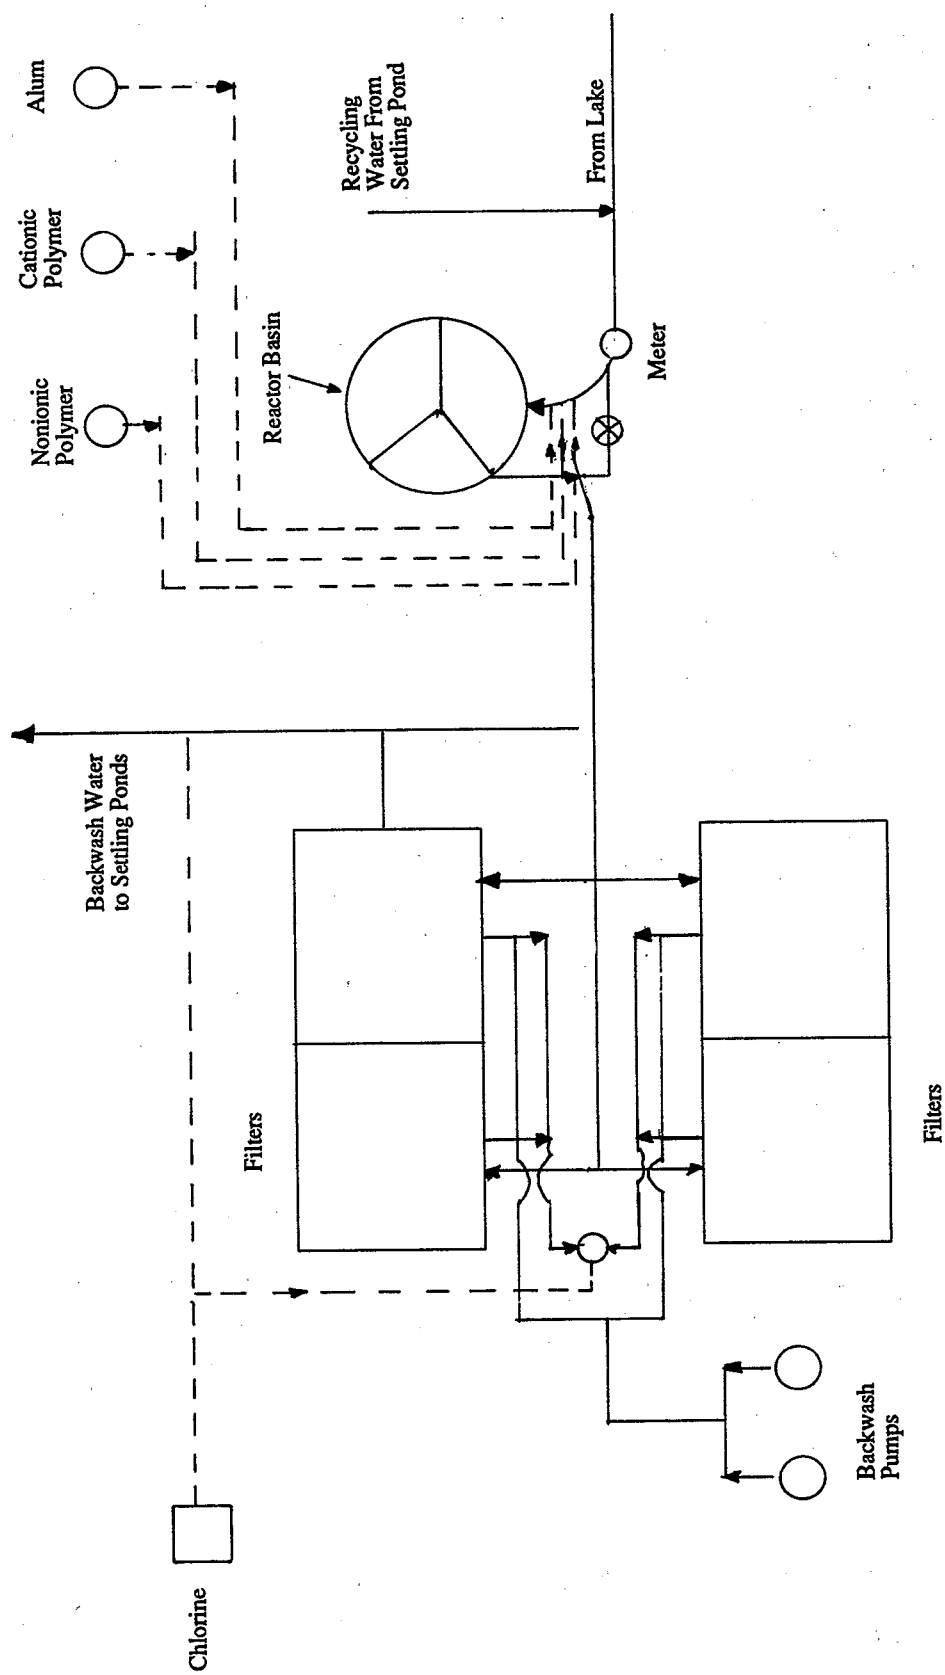 Alum
Cationic
Polymer
Nonionic
Polymer
Recycling
Water From
Settling Pond
From Lake
Reactor Basin
Meter
Backwash Water
to Settling Ponds
Filters
Filters
Backwash
Pumps
Chlorine